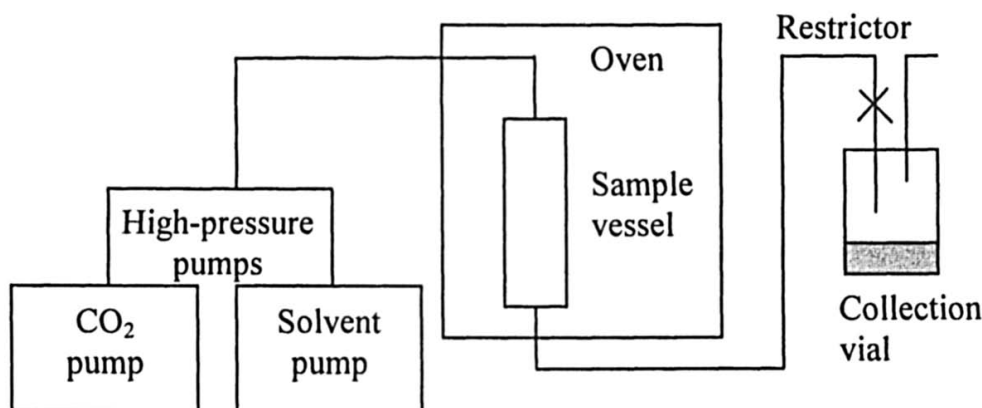 Restrictor
Oven
Sample
vessel
High-pressure
pumps
CO₂
pump
Solvent
pump
Collection
vial